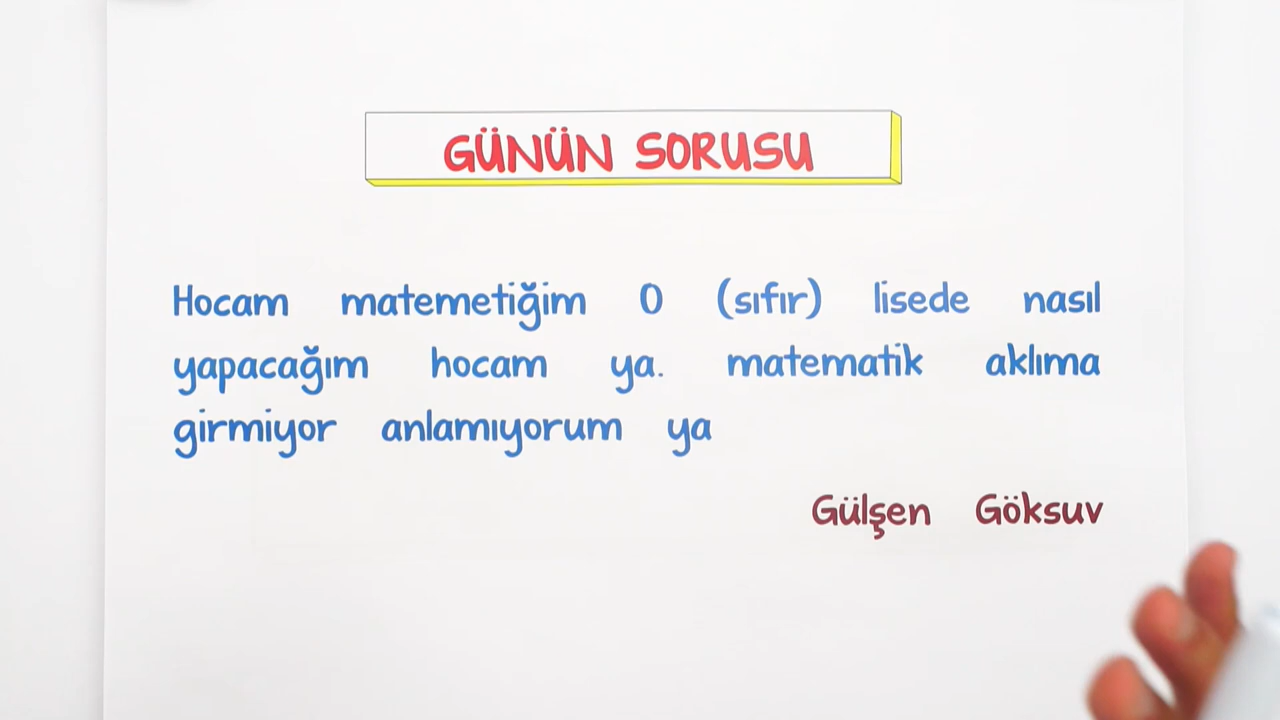 GÜNÜN SORUSU
Hocam matemetiğim 0 (sıfır) lisede nasıl
yapacağım hocam ya. matematik aklıma
girmiyor anlamıyorum ya
Gülşen Göksuv